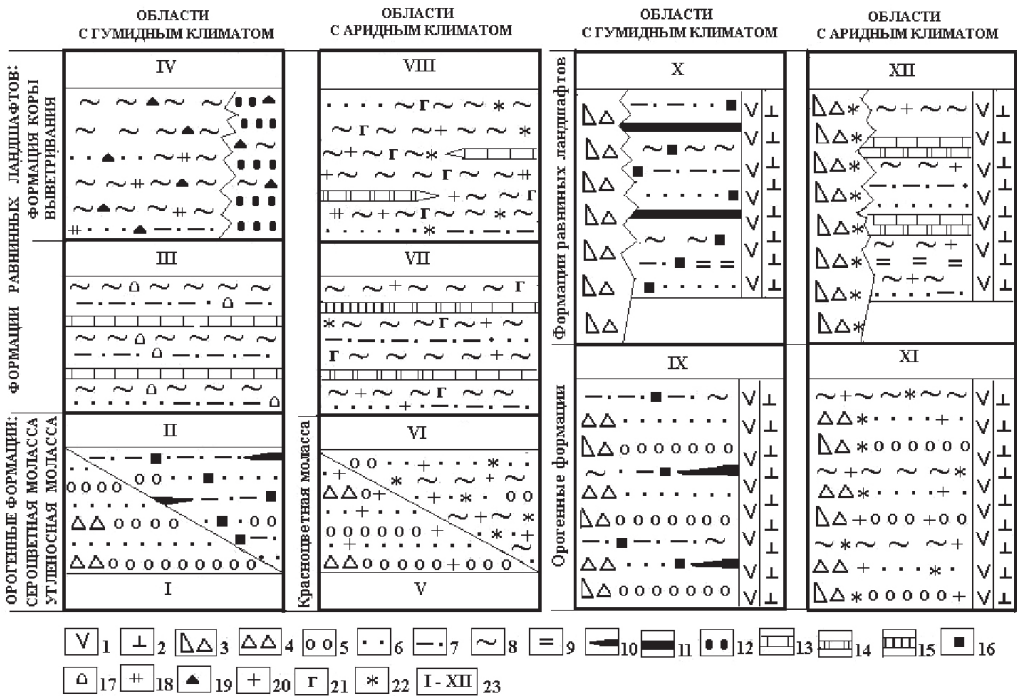 ОБЛАСТИ
С ГУМИДНЫМ КЛИМАТОМ
ОБЛАСТИ
С АРИДНЫМ КЛИМАТОМ
ОБЛАСТИ
С ГУМИДНЫМ КЛИМАТОМ
ОБЛАСТИ
С АРИДНЫМ КЛИМАТОМ
ФОРМАЦИИ РАВНИННЫХ ЛАНДШАФТОВ:
ФОРМАЦИЯ КОРЫ
ВЫВЕТРИВАНИЯ
IV
VIII
X
XII
Формации равнинных ландшафтов
III
VII
IX
XI
ОРОГЕННЫЕ ФОРМАЦИИ:
СЕРОЦВЕТНАЯ МОЛАССА
УГЛЕНОСНАЯ МОЛАССА
II
Красноцветная моласса
VI
Орогенные формации
I
V
1 2 3 4 5 6 7 8 9 10 11 12 13 14 15 16
17 18 19 20 Г 21 22 I - XII 23